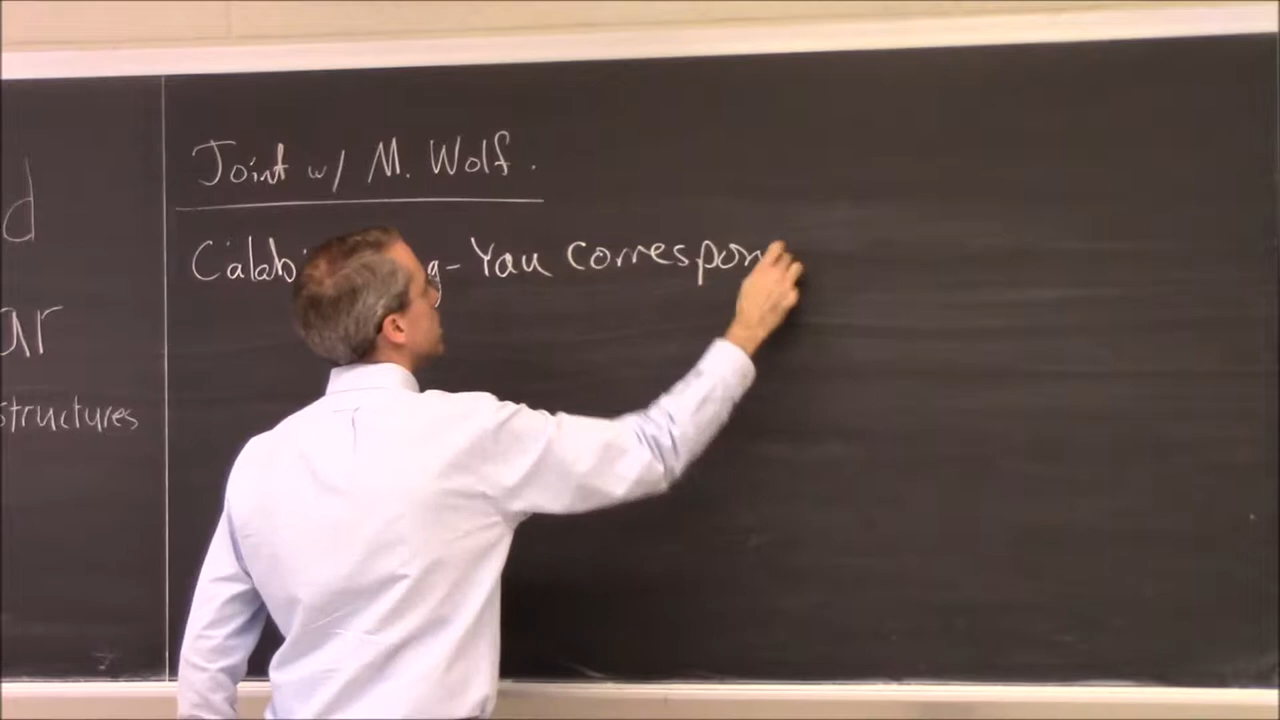 d
ar
structures
Joint w/ M. Wolf.
Calab g-Yau correspon